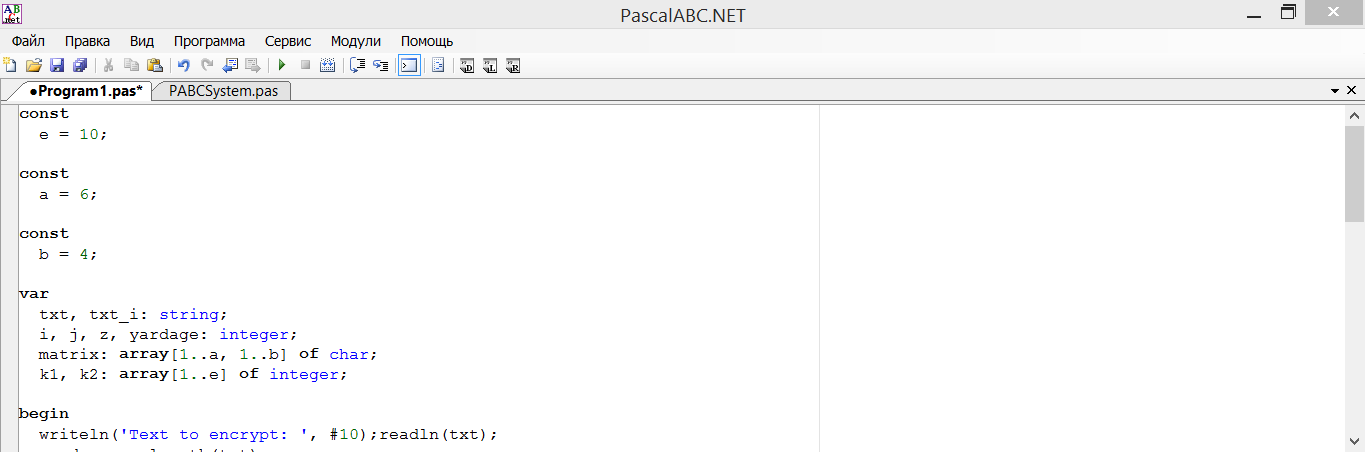 PascalABC.NET
Файл Правка Вид Программа Сервис Модули Помощь
●Program1.pas* PABCSystem.pas
const
e = 10;
const
a = 6;
const
b = 4;
var
txt, txt_i: string;
i, j, z, yardage: integer;
matrix: array[1..a, 1..b] of char;
k1, k2: array[1..e] of integer;
begin
writeln('Text to encrypt: ', #10);readln(txt);